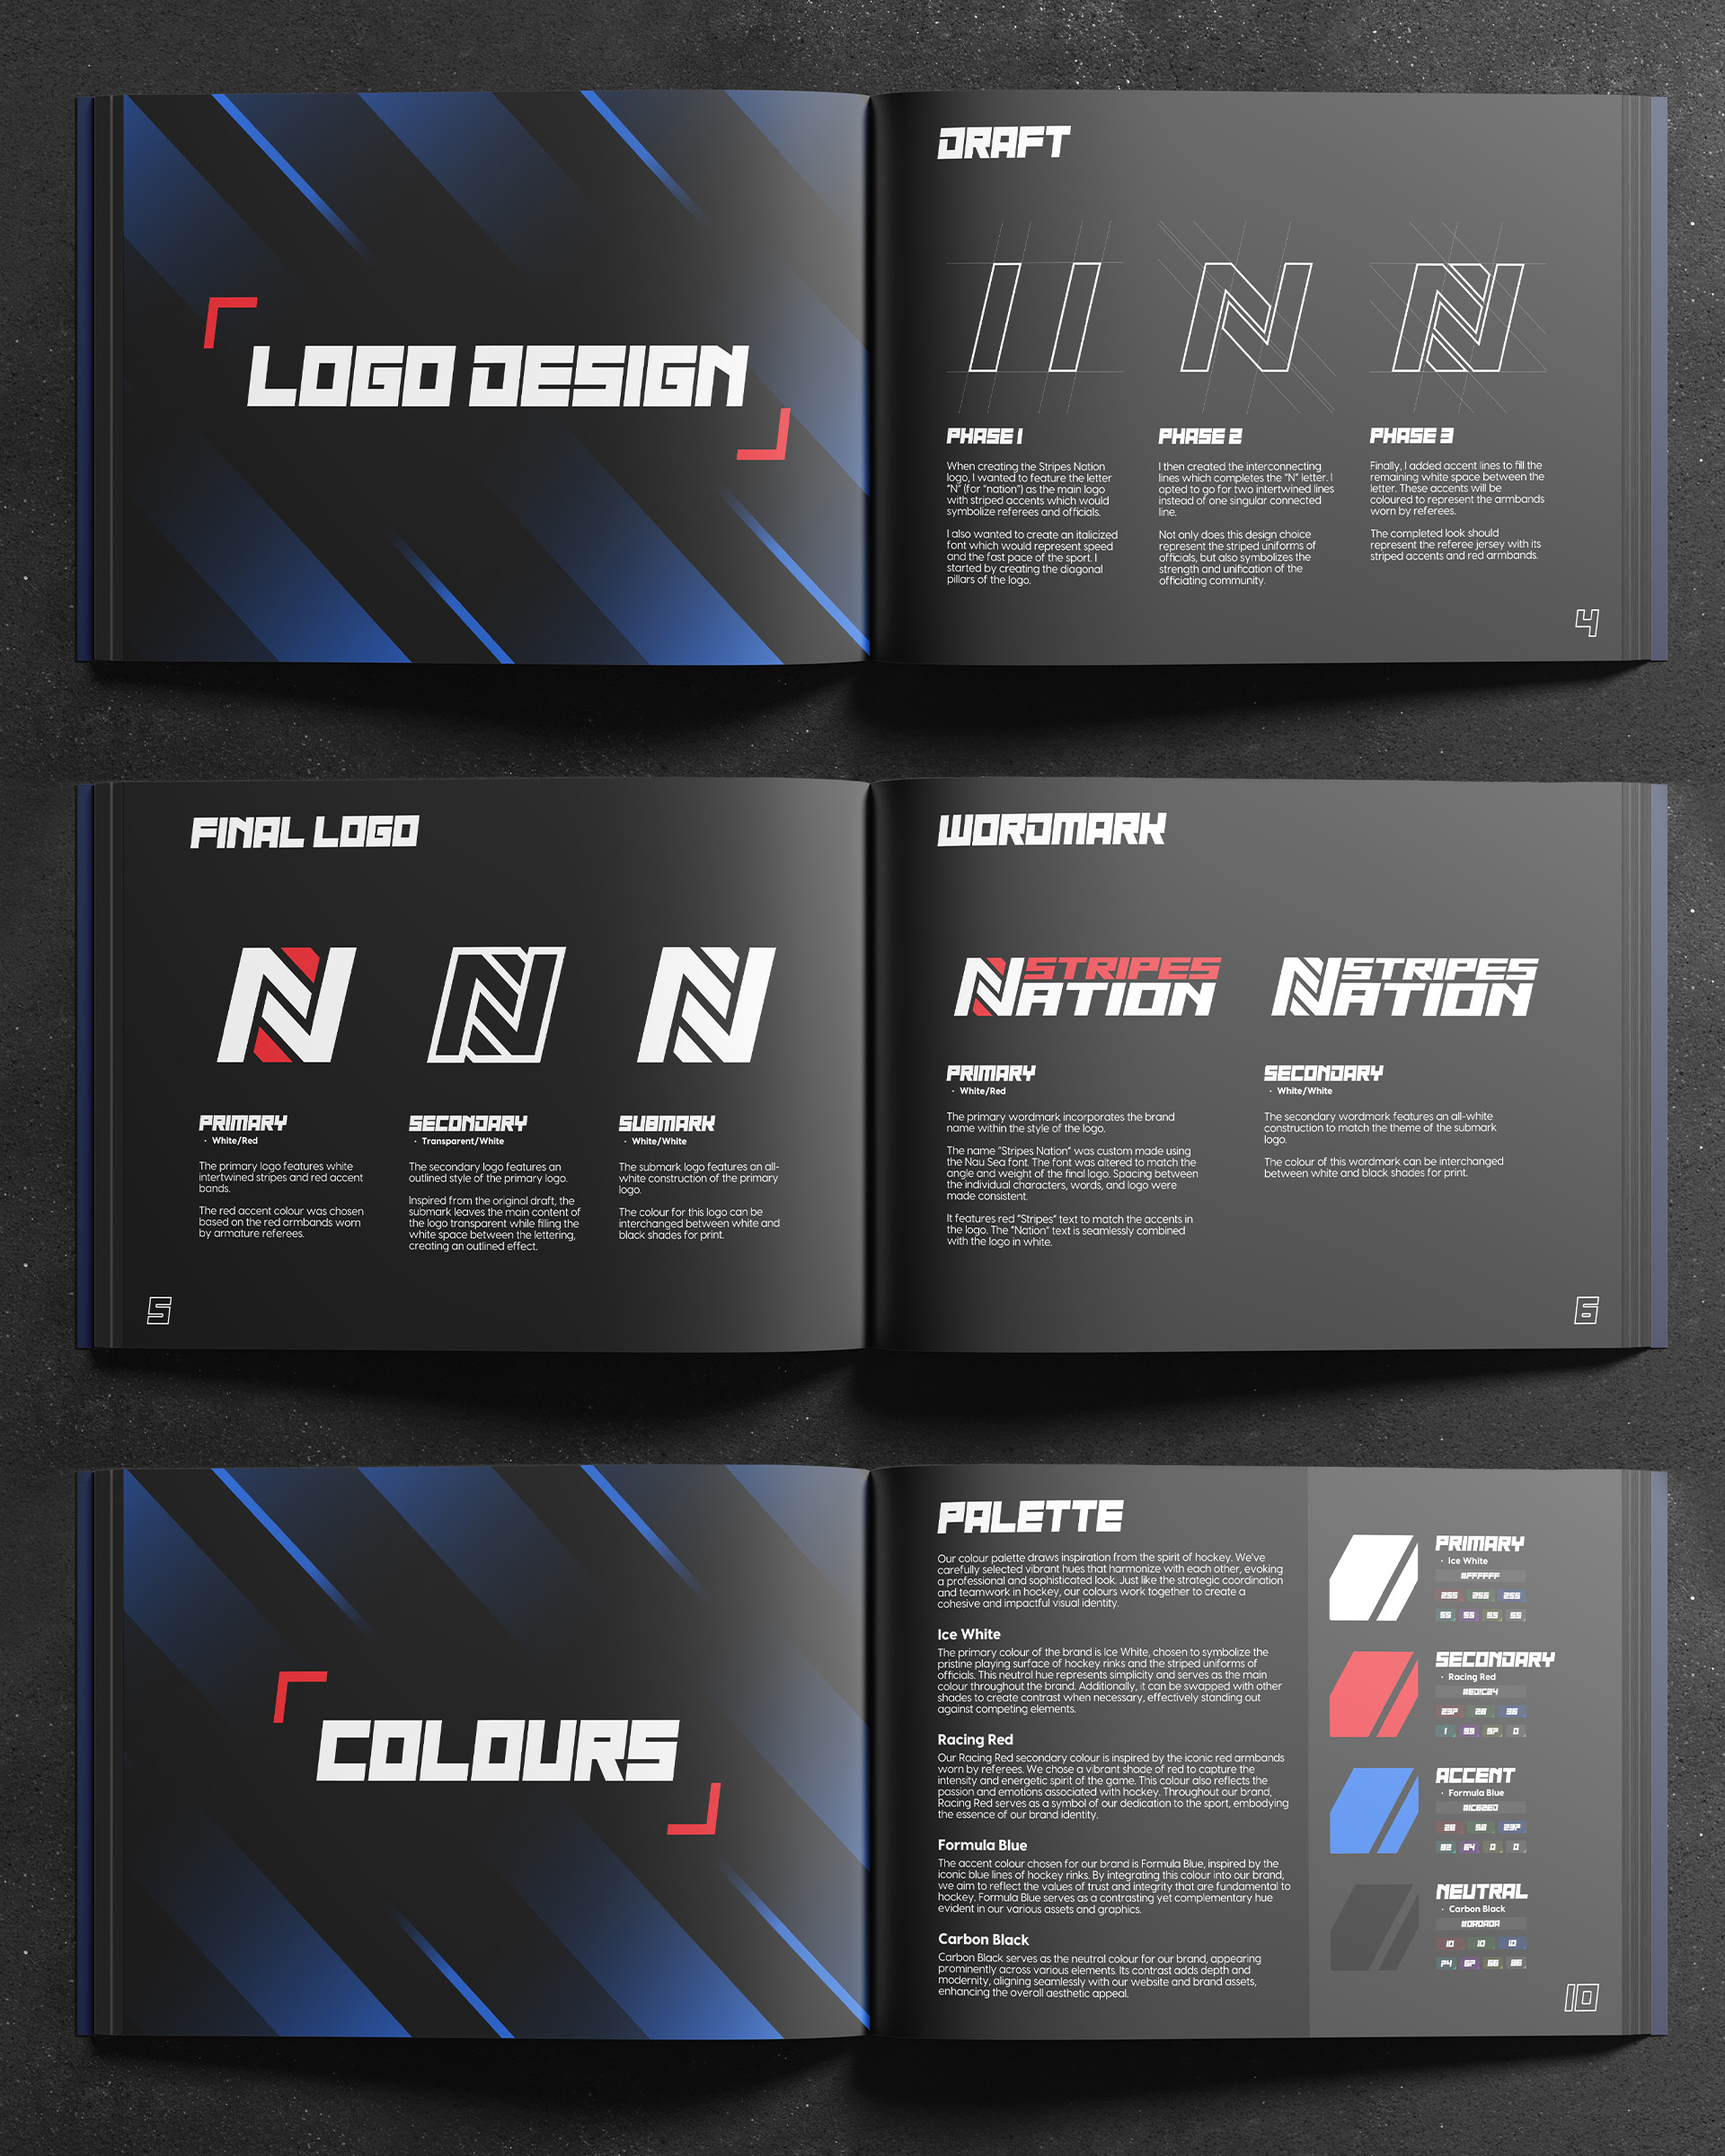 LOGO DESIGN
DRAFT
PHASE 1
When creating the Stripes Nation
logo, I wanted to feature the letter
"N" (for "nation") as the main logo
with striped accents which would
symbolize referees and officials.
I also wanted to create an italicized
font which would represent speed
and the fast pace of the sport. I
started by creating the diagonal
pillars of the logo.
PHASE 2
I then created the interconnecting
lines which completes the "N" letter. I
opted to go for two intertwined lines
instead of one singular connected
line.
Not only does this design choice
represent the striped uniforms of
officials, but also symbolizes the
strength and unification of the
officiating community.
PHASE 3
Finally, I added accent lines to fill the
remaining white space between the
letter. These accents will be
coloured to represent the armbands
worn by referees.
The completed look should
represent the referee jersey with its
striped accents and red armbands.
4
FINAL LOGO
PRIMARY
· White/Red
The primary logo features white
intertwined stripes and red accent
bands.
The red accent colour was chosen
based on the red armbands worn
by armature referees.
SECONDARY
· Transparent/White
The secondary logo features an
outlined style of the primary logo.
Inspired from the original draft, the
submark leaves the main content of
the logo transparent while filling the
white space between the lettering,
creating an outlined effect.
SUBMARK
· White/White
The submark logo features an all-
white construction of the primary
logo.
The colour for this logo can be
interchanged between white and
black shades for print.
5
WORDMARK
STRIPES
NATION
STRIPES
NATION
PRIMARY
· White/Red
The primary wordmark incorporates the brand
name within the style of the logo.
The name "Stripes Nation" was custom made using
the Nau Sea font. The font was altered to match the
angle and weight of the final logo. Spacing between
the individual characters, words, and logo were
made consistent.
It features red "Stripes" text to match the accents in
the logo. The "Nation" text is seamlessly combined
with the logo in white.
SECONDARY
· White/White
The secondary wordmark features an all-white
construction to match the theme of the submark
logo.
The colour of this wordmark can be interchanged
between white and black shades for print.
6
COLOURS
PALETTE
Our colour palette draws inspiration from the spirit of hockey. We've
carefully selected vibrant hues that harmonize with each other, evoking
a professional and sophisticated look. Just like the strategic coordination
and teamwork in hockey, our colours work together to create a
cohesive and impactful visual identity.
Ice White
The primary colour of the brand is Ice White, chosen to symbolize the
pristine playing surface of hockey rinks and the striped uniforms of
officials. This neutral hue represents simplicity and serves as the main
colour throughout the brand. Additionally, it can be swapped with other
shades to create contrast when necessary, effectively standing out
against competing elements.
Racing Red
Our Racing Red secondary colour is inspired by the iconic red armbands
worn by referees. We chose a vibrant shade of red to capture the
intensity and energetic spirit of the game. This colour also reflects the
passion and emotions associated with hockey. Throughout our brand,
Racing Red serves as a symbol of our dedication to the sport, embodying
the essence of our brand identity.
Formula Blue
The accent colour chosen for our brand is Formula Blue, inspired by the
iconic blue lines of hockey rinks. By integrating this colour into our brand,
we aim to reflect the values of trust and integrity that are fundamental to
hockey. Formula Blue serves as a contrasting yet complementary hue
evident in our various assets and graphics.
Carbon Black
Carbon Black serves as the neutral colour for our brand, appearing
prominently across various elements. Its contrast adds depth and
modernity, aligning seamlessly with our website and brand assets,
enhancing the overall aesthetic appeal.
PRIMARY
· Ice White
#FFFFFF
255 255 255
SECONDARY
· Racing Red
#ED1C24
ACCENT
· Formula Blue
#1C62ED
NEUTRAL
· Carbon Black
#0A0A0A
10 10 10
10